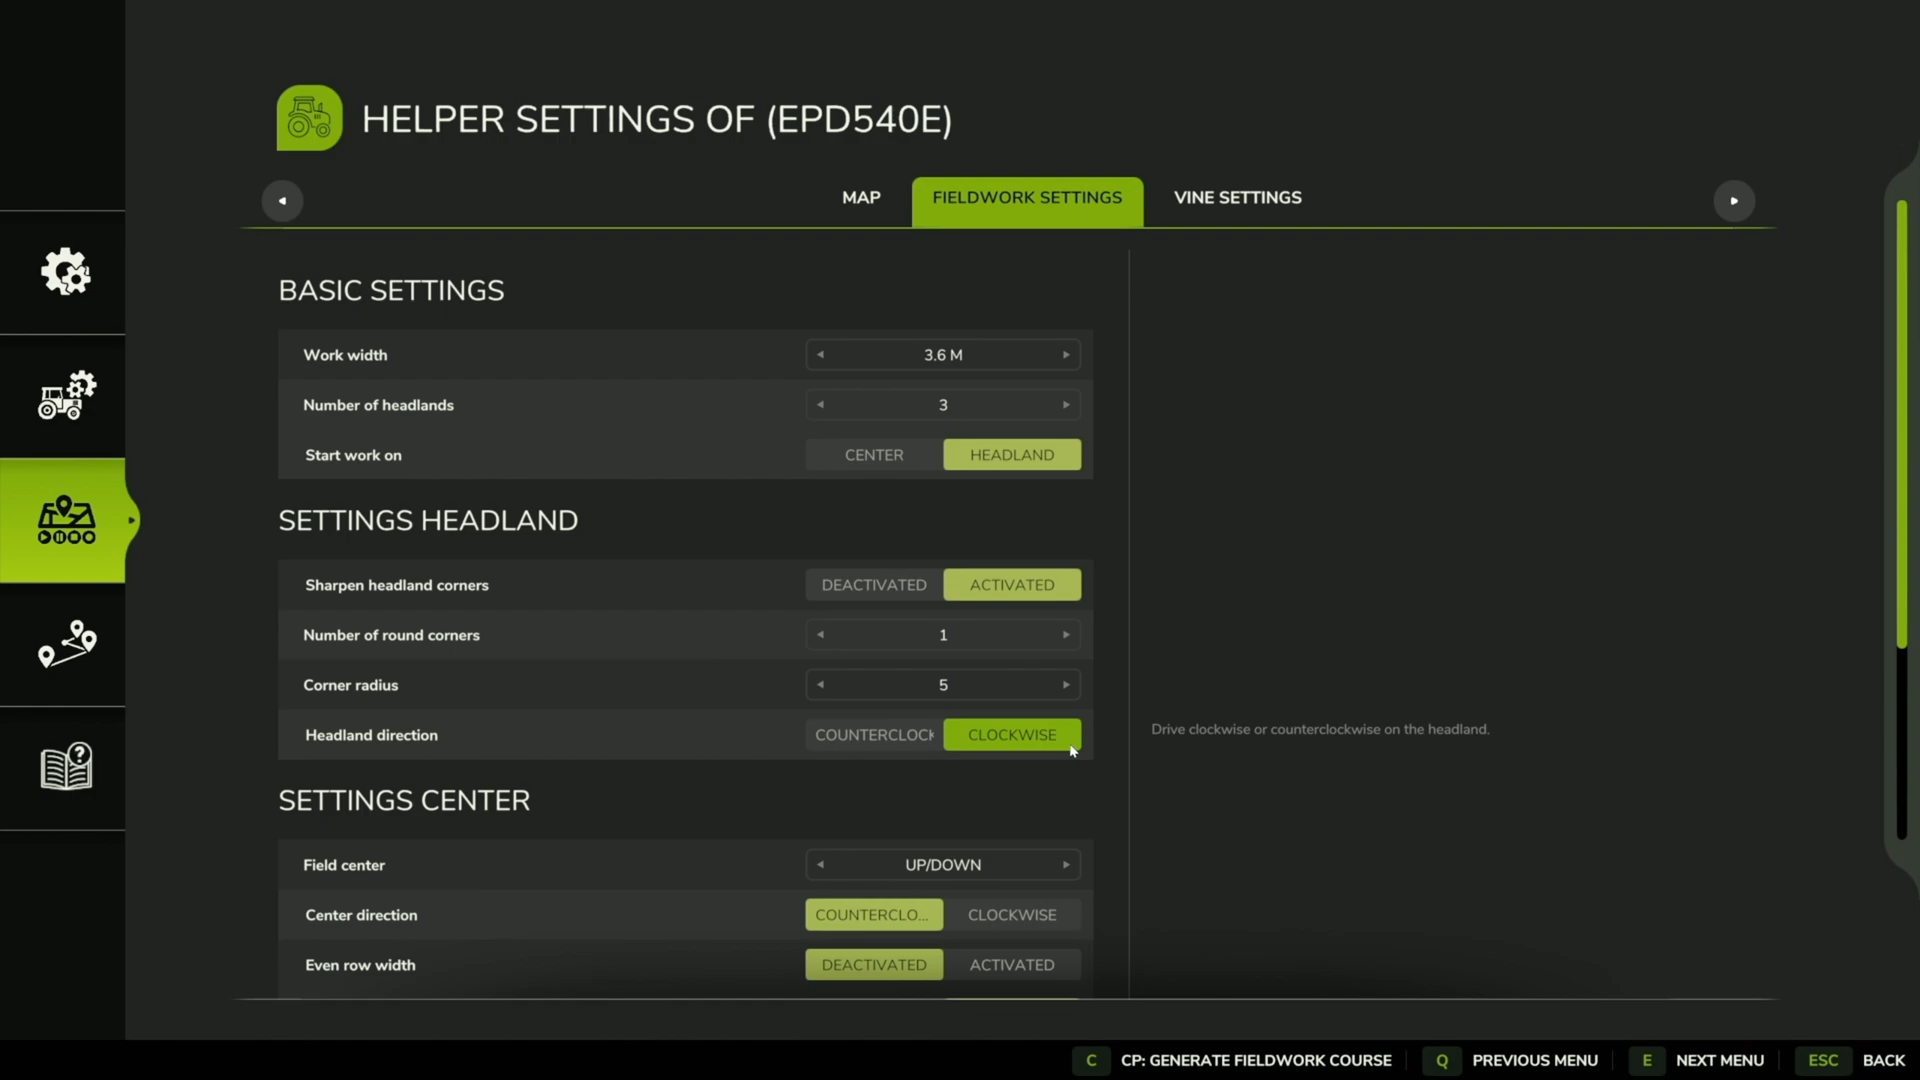 HELPER SETTINGS OF (EPD540E)
MAP FIELDWORK SETTINGS VINE SETTINGS
BASIC SETTINGS
Work width 3.6 M
Number of headlands 3
Start work on CENTER HEADLAND
SETTINGS HEADLAND
Sharpen headland corners DEACTIVATED ACTIVATED
Number of round corners 1
Corner radius 5
Headland direction COUNTERCLOCK CLOCKWISE
Drive clockwise or counterclockwise on the headland.
SETTINGS CENTER
Field center UP/DOWN
Center direction COUNTERCLO... CLOCKWISE
Even row width DEACTIVATED ACTIVATED
C CP: GENERATE FIELDWORK COURSE Q PREVIOUS MENU E NEXT MENU ESC BACK